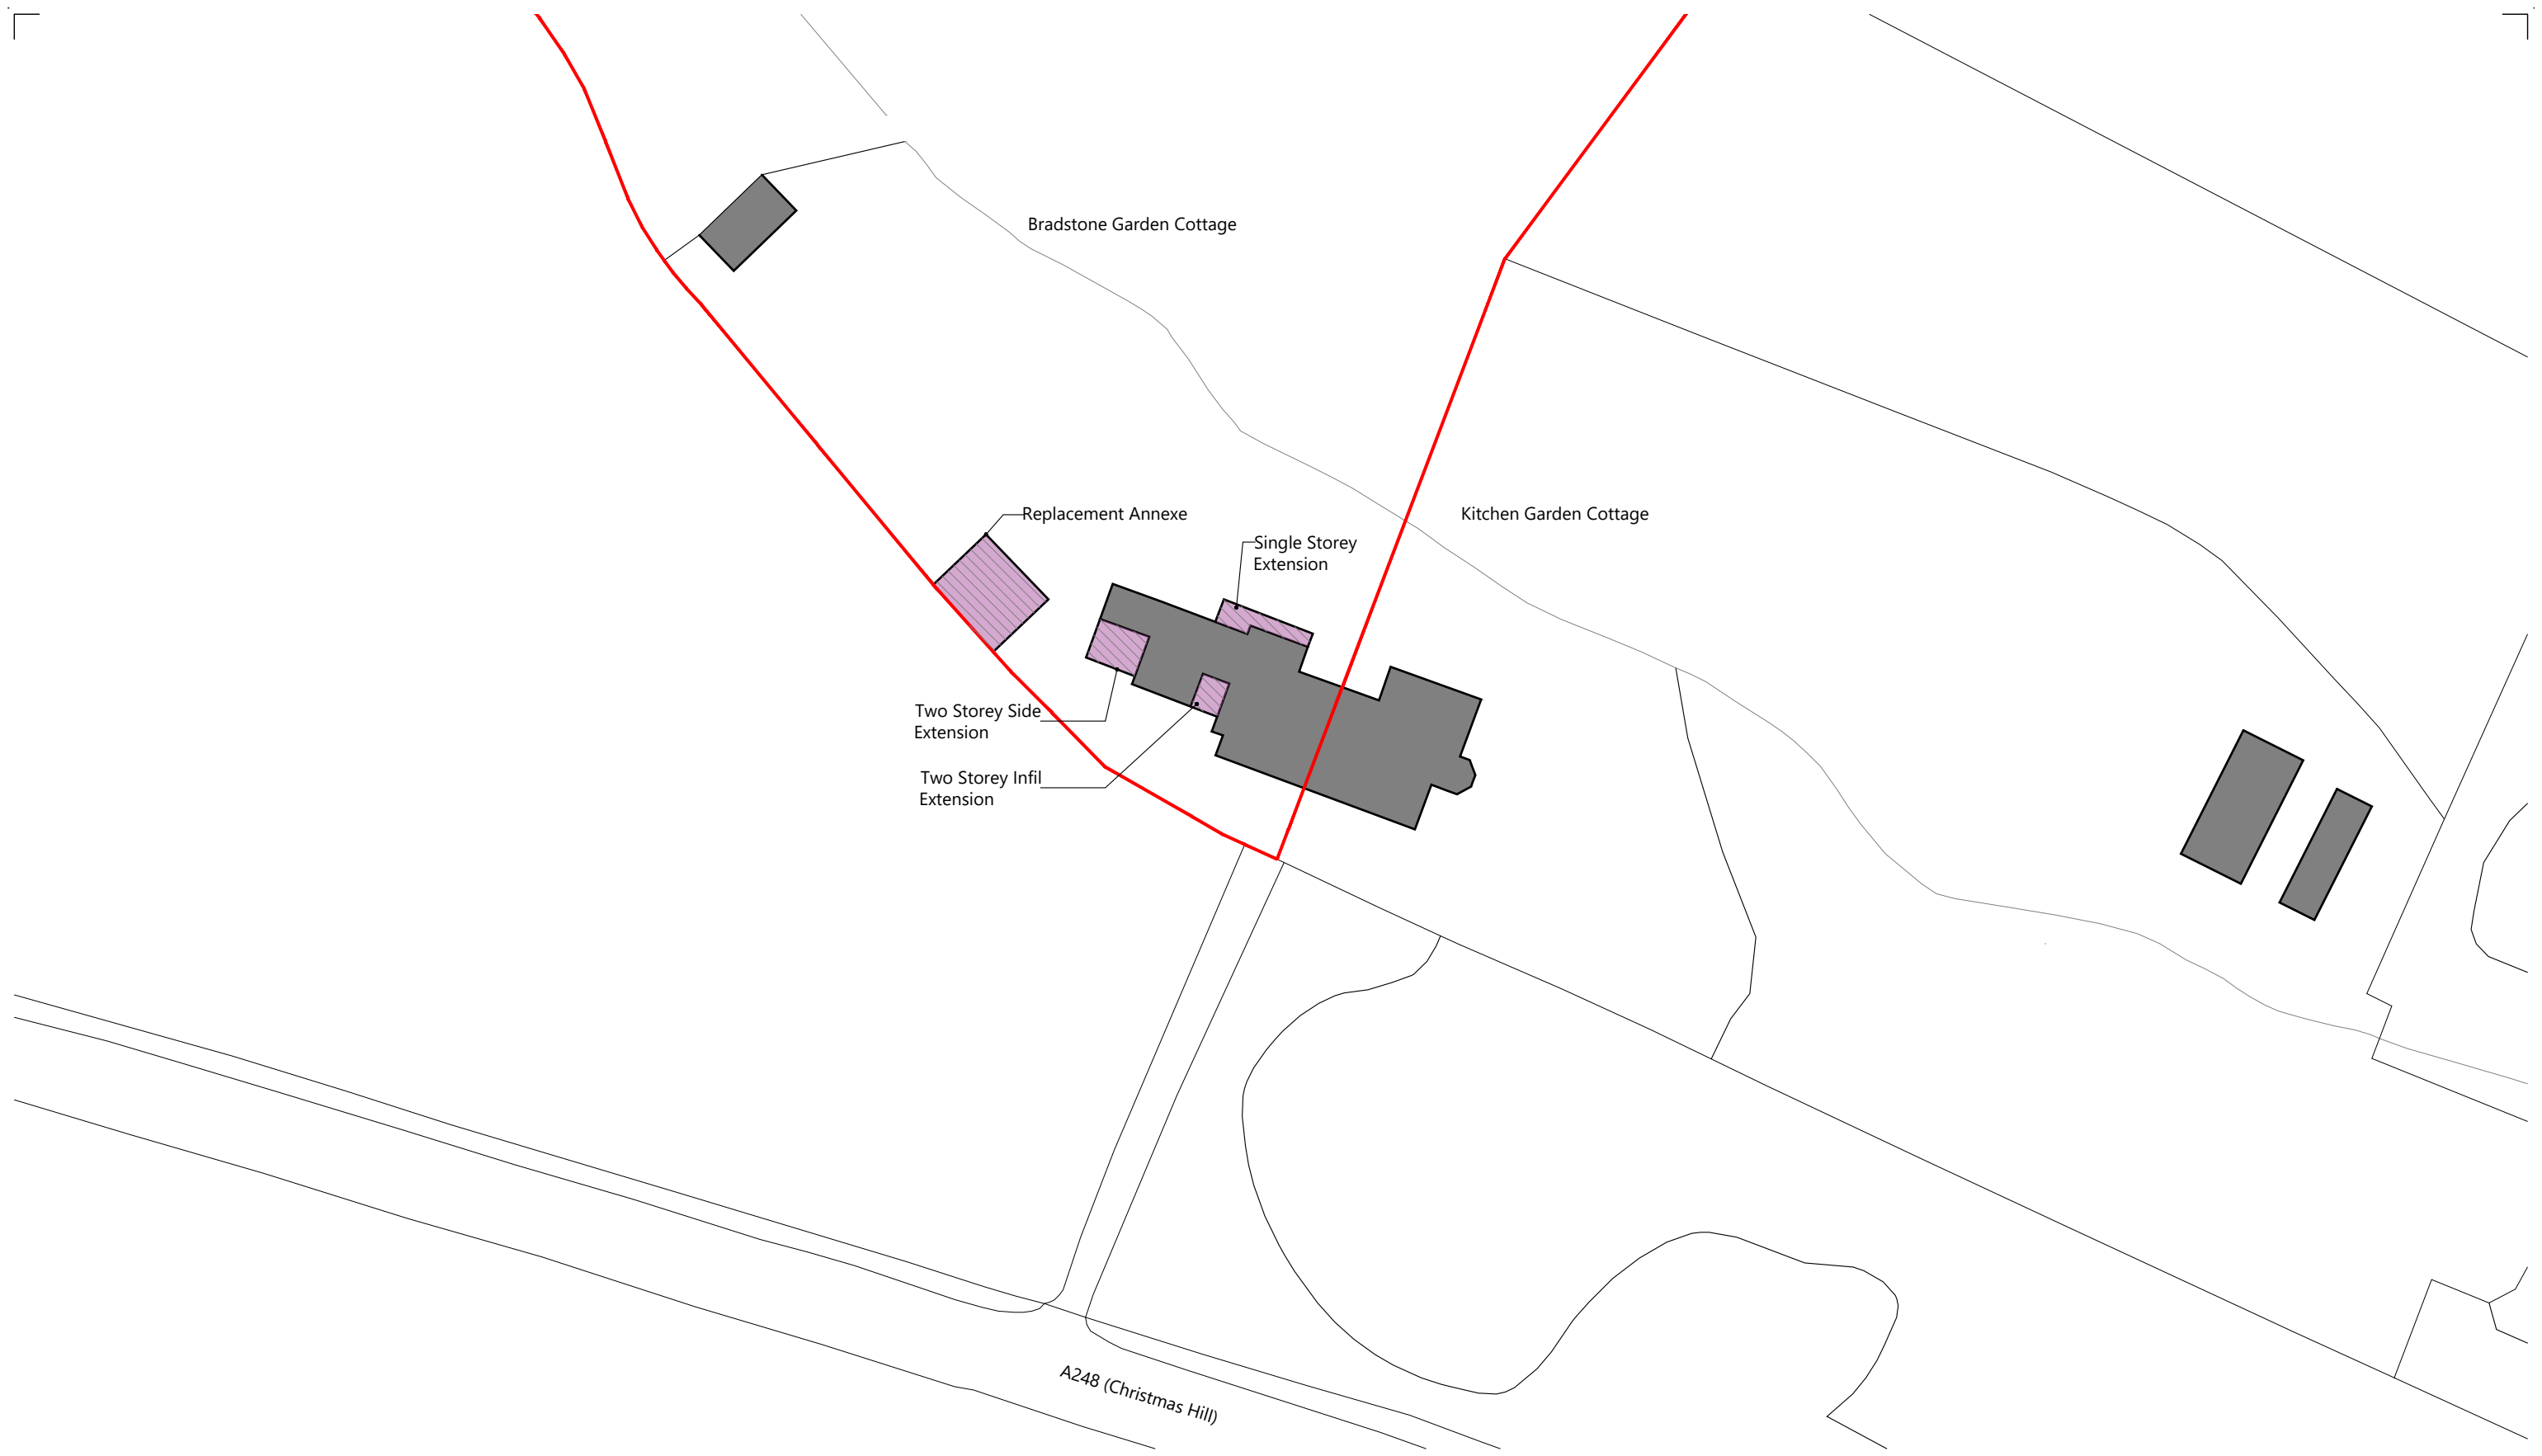 Bradstone Garden Cottage
Replacement Annexe
Kitchen Garden Cottage
Single Storey
Extension
Two Storey Side
Extension
Two Storey Infil
Extension
A248 (Christmas Hill)